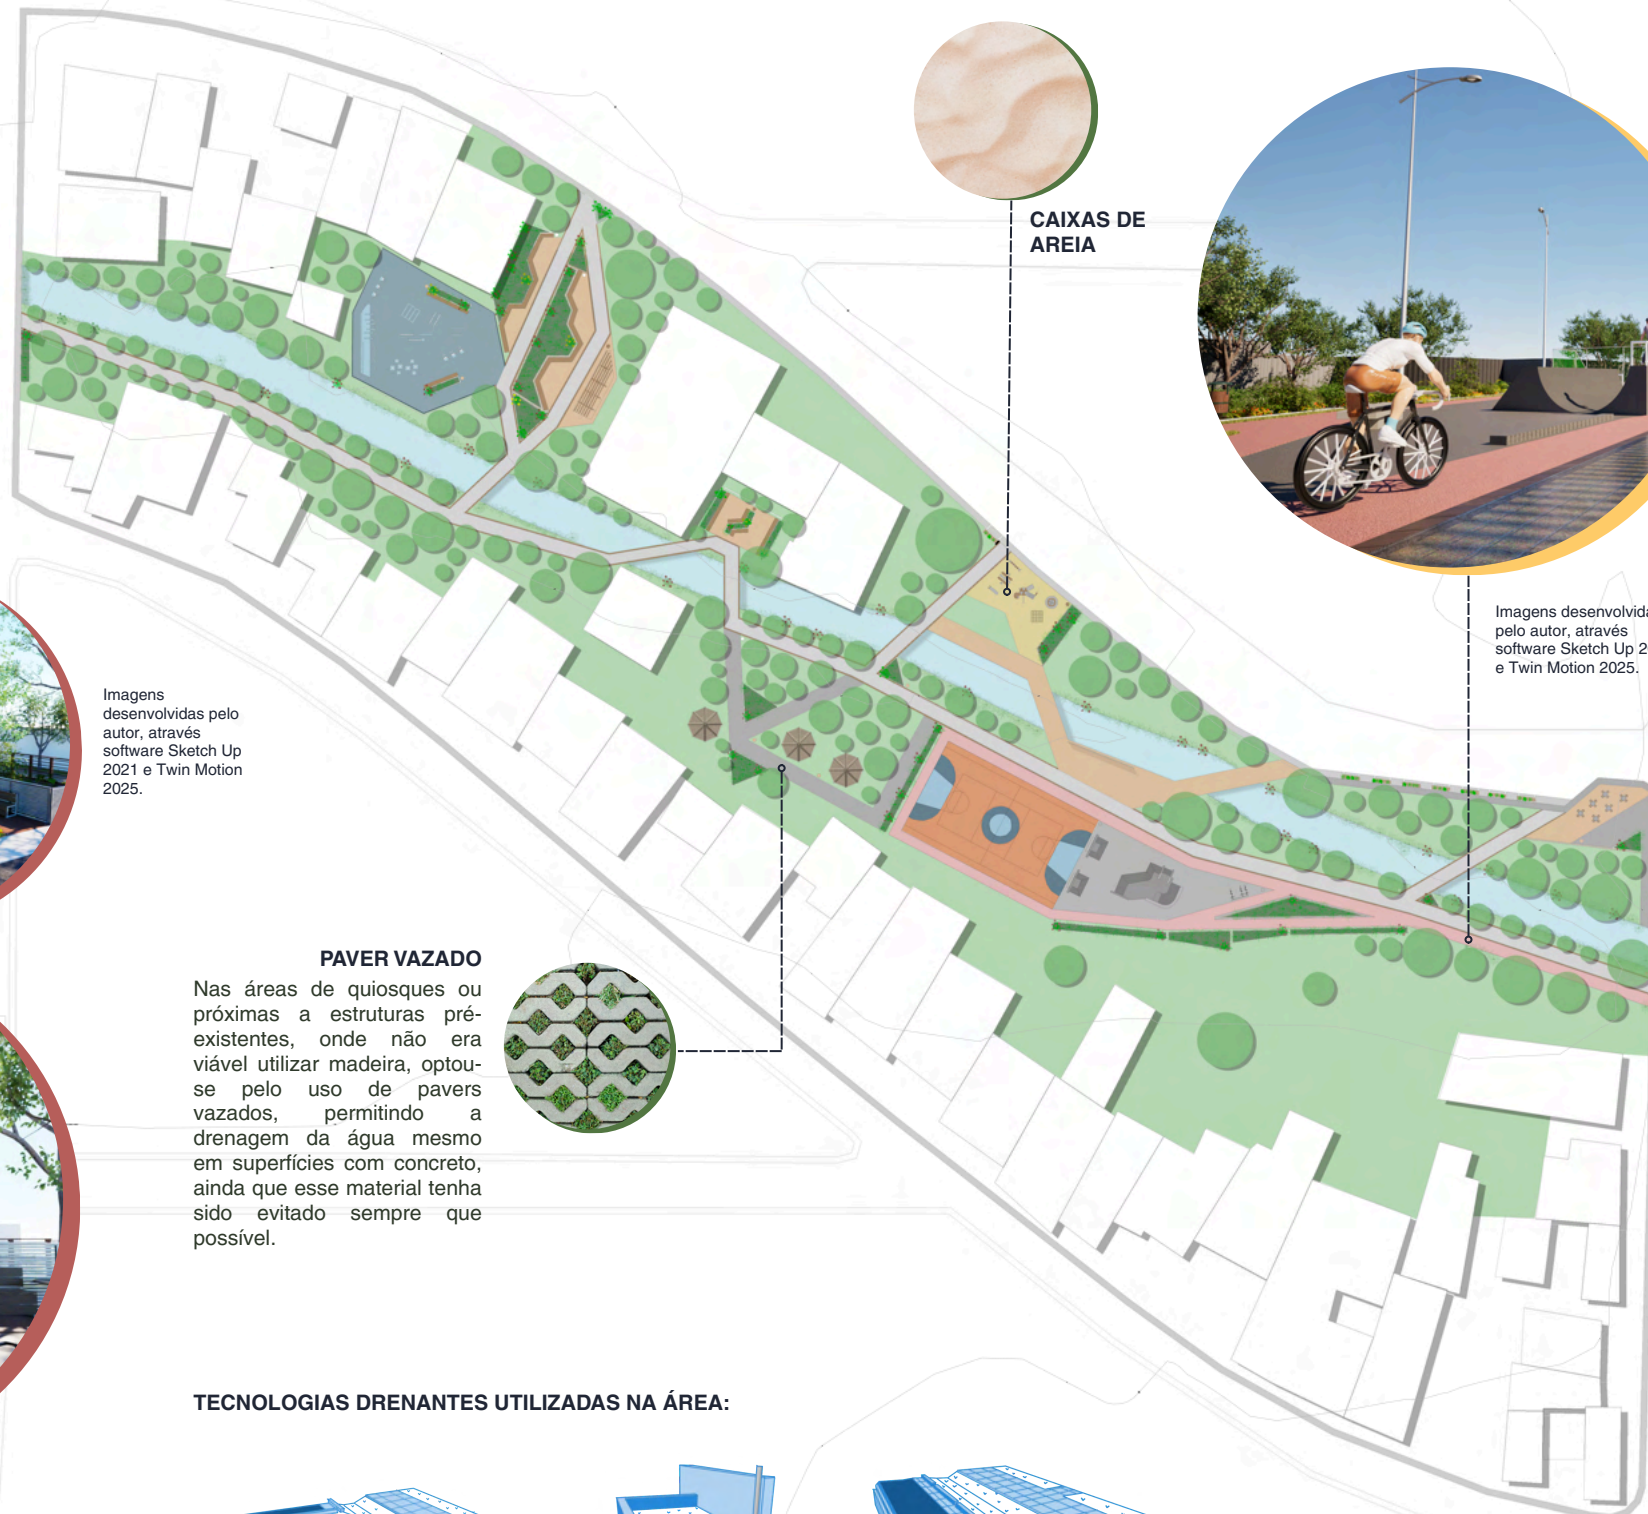 CAIXAS DE
AREIA
Imagens
desenvolvidas pelo
autor, através
software Sketch Up
2021 e Twin Motion
2025.
pelo autor, através
software Sketch Up
e Twin Motion 2025.
Imagens
PAVER VAZADO
Nas áreas de quiosques ou
próximas a estruturas pré-
existentes, onde não era
viável utilizar madeira, optou-
se pelo uso de pavers
vazados, permitindo a
drenagem da água mesmo
em superfícies com concreto,
ainda que esse material tenha
sido evitado sempre que
possível.
TECNOLOGIAS DRENANTES UTILIZADAS NA ÁREA: